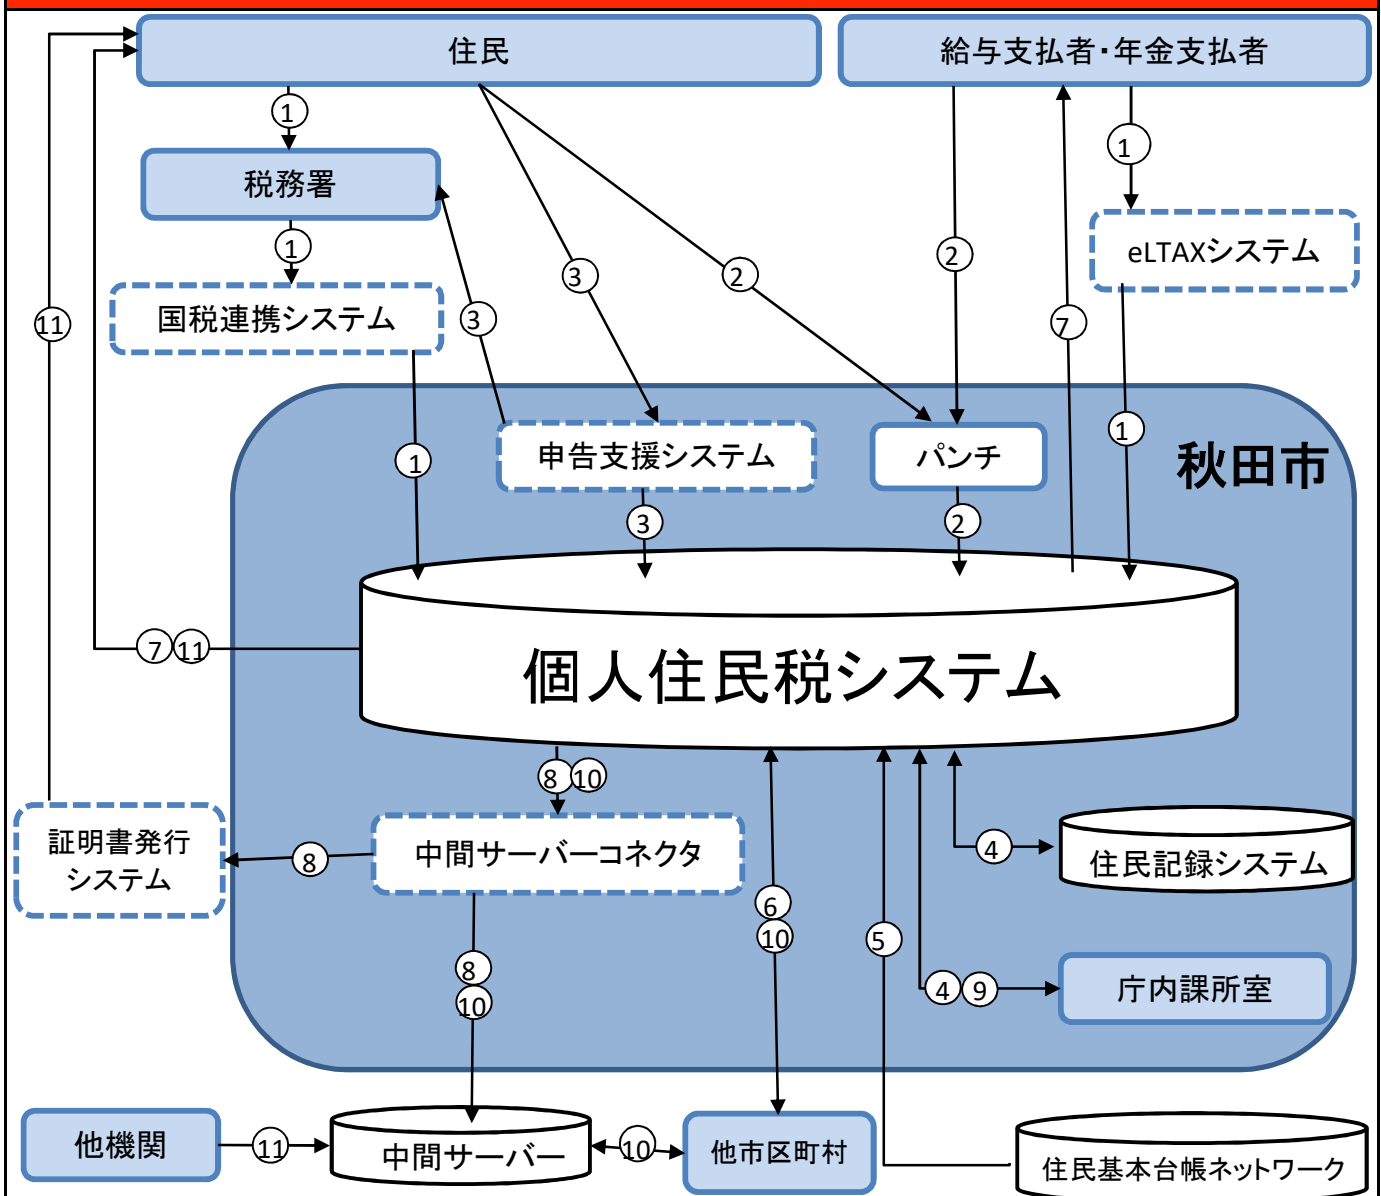 住民
給与支払者・年金支払者
1
1
税務署
eLTAXシステム
1
2
3
2
国税連携システム
3
7
11
1
1
申告支援システム
パンチ
秋田市
3
2
個人住民税システム
7 11
8 10
証明書発行
システム
8
中間サーバーコネクタ
4
住民記録システム
6
10
5
8
10
4 9
庁内課所室
他機関
11
中間サーバー
10
他市区町村
住民基本台帳ネットワーク